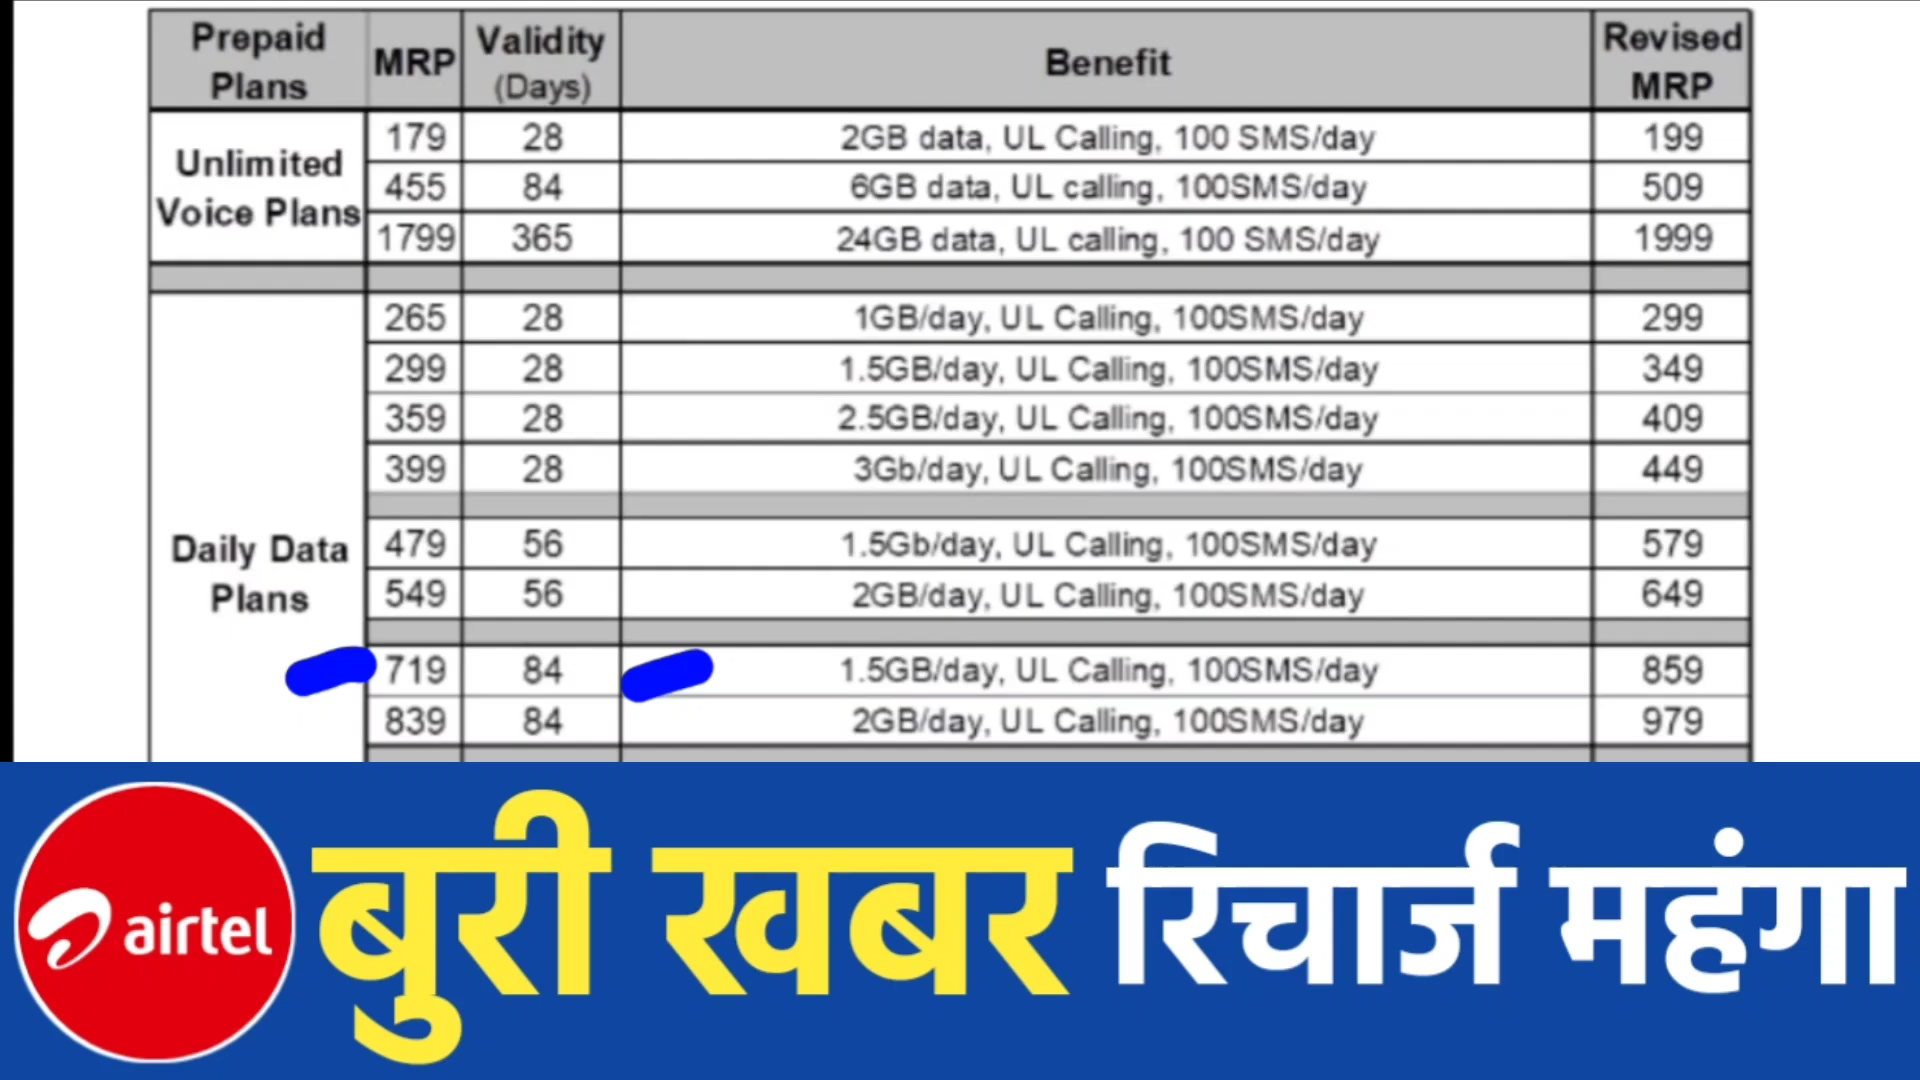 Prepaid Plans MRP Validity (Days) Benefit Revised MRP
Unlimited Voice Plans
179 28 2GB data, UL Calling, 100 SMS/day 199
455 84 6GB data, UL calling, 100SMS/day 509
1799 365 24GB data, UL calling, 100 SMS/day 1999
Daily Data Plans
265 28 1GB/day, UL Calling, 100SMS/day 299
299 28 1.5GB/day, UL Calling, 100SMS/day 349
359 28 2.5GB/day, UL Calling, 100SMS/day 409
399 28 3Gb/day, UL Calling, 100SMS/day 449
479 56 1.5Gb/day, UL Calling, 100SMS/day 579
549 56 2GB/day, UL Calling, 100SMS/day 649
719 84 1.5GB/day, UL Calling, 100SMS/day 859
839 84 2GB/day, UL Calling, 100SMS/day 979
airtel बुरी खबर रिचार्ज महंगा